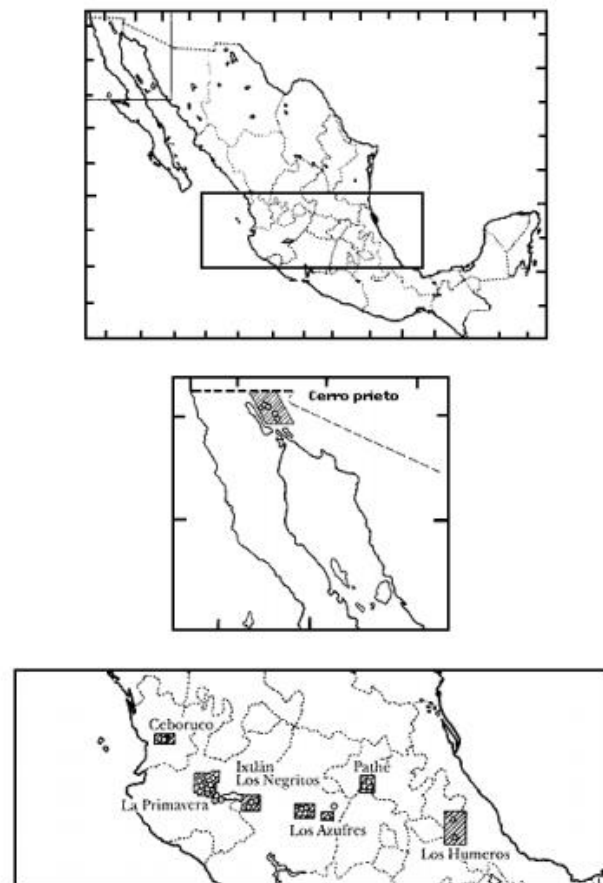 Cerro prieto
Ceboruco
Ixtlán
Los Negritos
Pathé
La Primavera
Los Azufres
Los Humeros